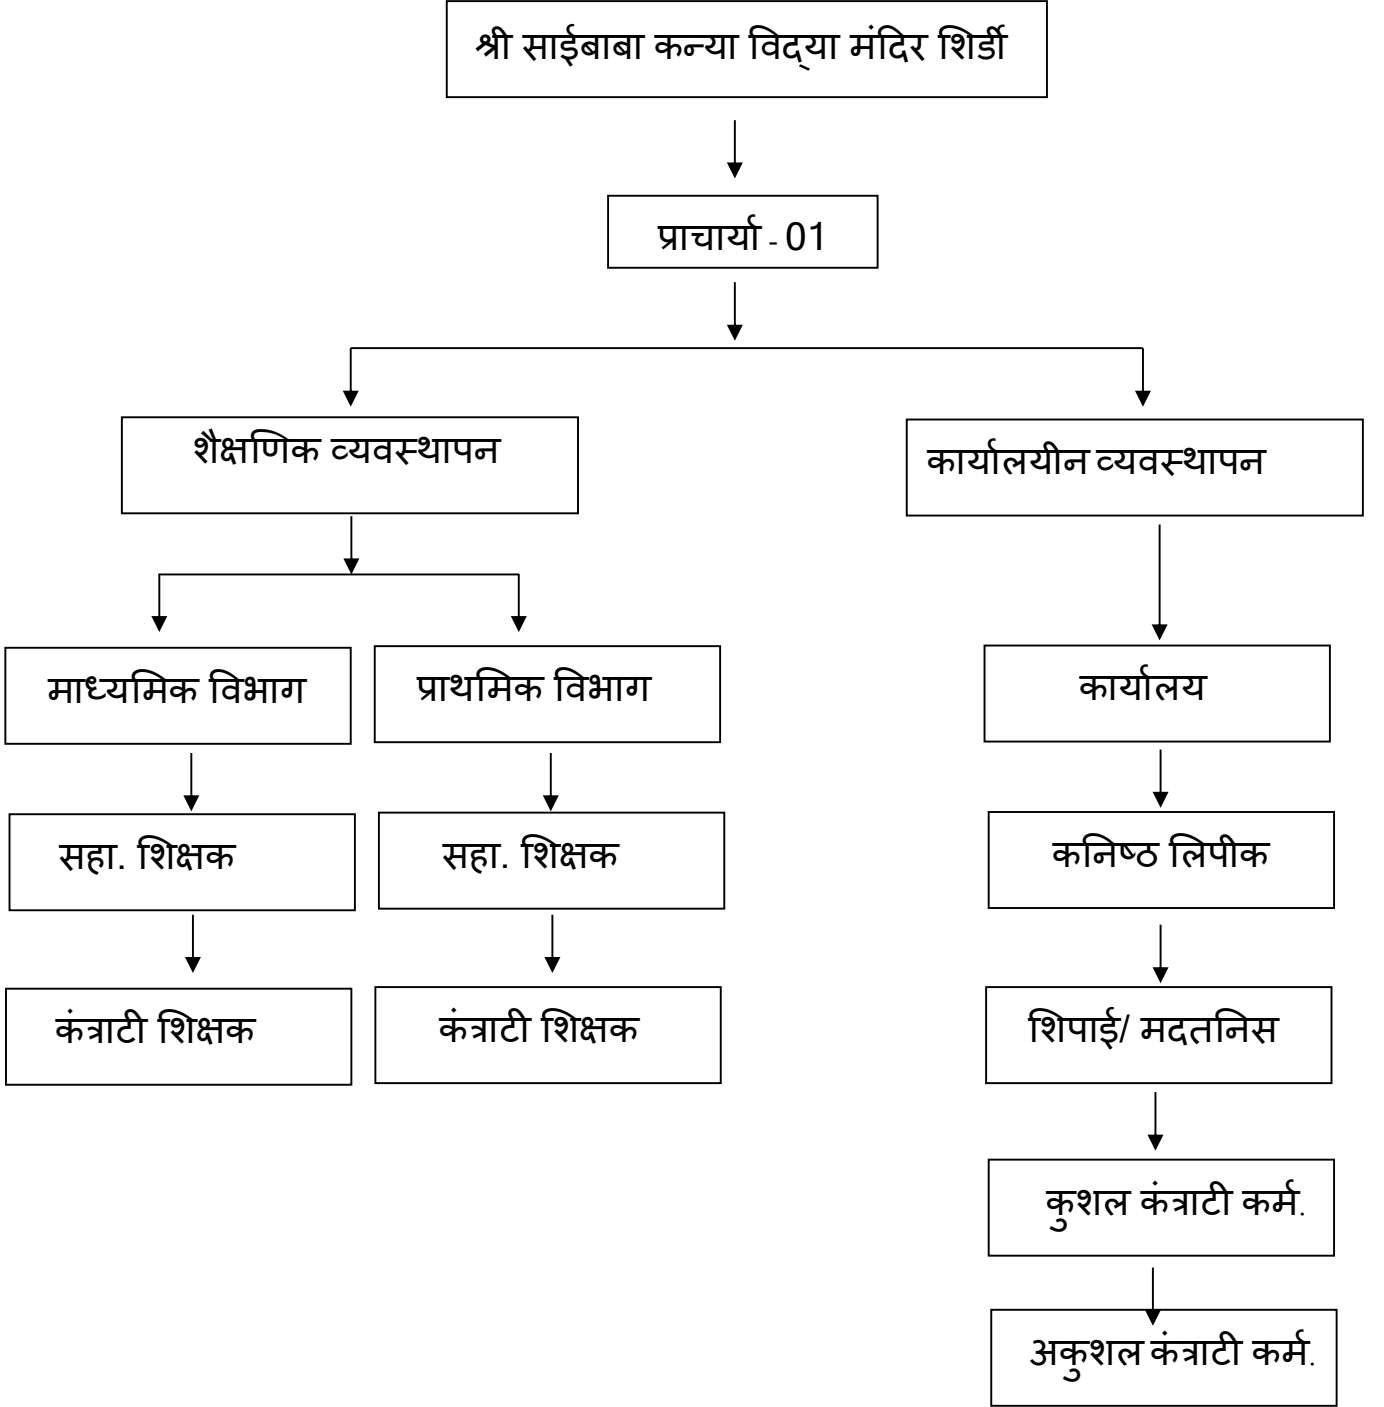 श्री साईबाबा कन्या विद्‌या मंदिर शिर्डी
प्राचार्या - 01
शैक्षणिक व्यवस्थापन
कार्यालयीन व्यवस्थापन
माध्यमिक विभाग
प्राथमिक विभाग
कार्यालय
सहा. शिक्षक
सहा. शिक्षक
कनिष्ठ लिपीक
कंत्राटी शिक्षक
कंत्राटी शिक्षक
शिपाई/ मदतनिस
कुशल कंत्राटी कर्म.
अकुशल कंत्राटी कर्म.